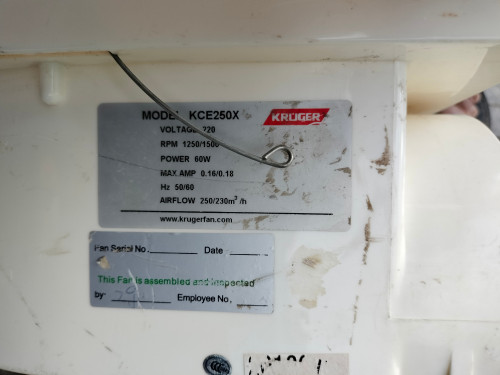 MODEL KCE250X
KRUGER
VOLTAGE 220
RPM 1250/1500
POWER 60W
MAX.AMP 0.16/0.18
Hz 50/60
AIRFLOW 250/230m³/h
www.krugerfan.com
Fan Serial No. Date
This Fan is assembled and inspected
by: 29 Employee No.